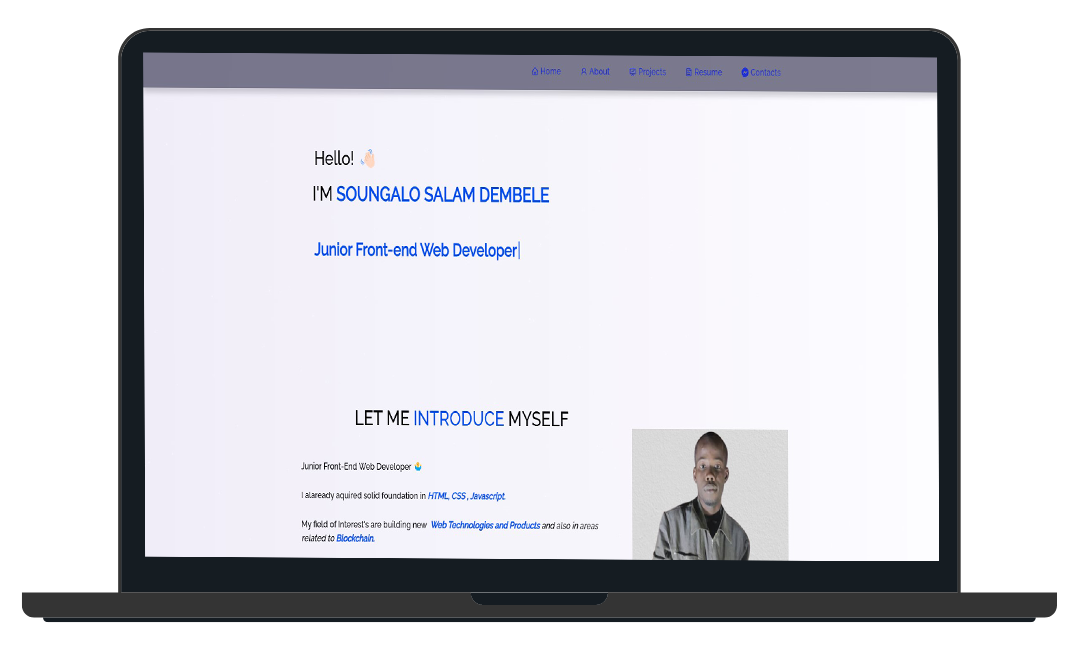 Home About Projects Resume Contacts
Hello! 👋🏻
I'M SOUNGALO SALAM DEMBELE
Junior Front-end Web Developer|
LET ME INTRODUCE MYSELF
Junior Front-End Web Developer
I alaready aquired solid foundation in HTML, CSS , Javascript.
My field of Interest's are building new Web Technologies and Products and also in areas
related to Blockchain.